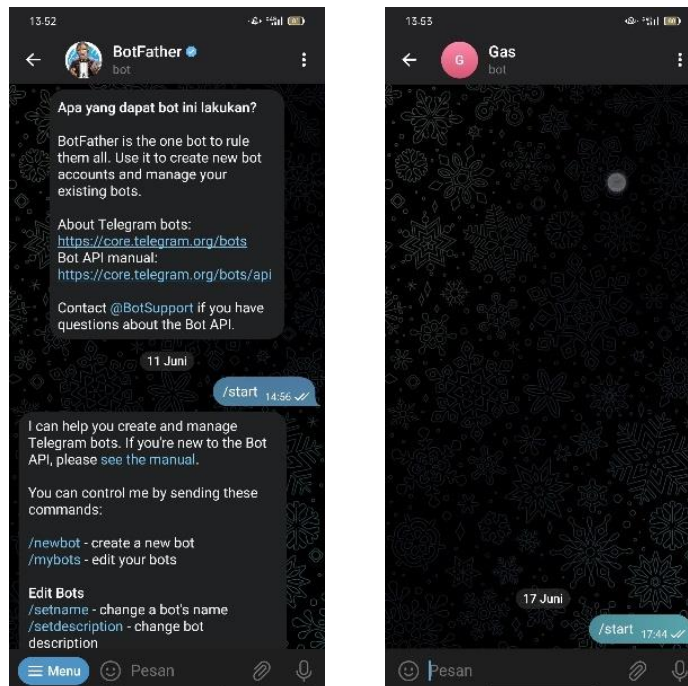 13.52
BotFather
bot
Apa yang dapat bot ini lakukan?
BotFather is the one bot to rule
them all. Use it to create new bot
accounts and manage your
existing bots.
About Telegram bots:
https://core.telegram.org/bots
Bot API manual:
https://core.telegram.org/bots/api
Contact @BotSupport if you have
questions about the Bot API.
11 Juni
/start 14:56
I can help you create and manage
Telegram bots. If you're new to the Bot
API, please see the manual.
You can control me by sending these
commands:
/newbot - create a new bot
/mybots - edit your bots
Edit Bots
/setname - change a bot's name
/setdescription - change bot
description
Menu
Pesan
13.53
G
Gas
bot
17 Juni
/start 17:44
Pesan